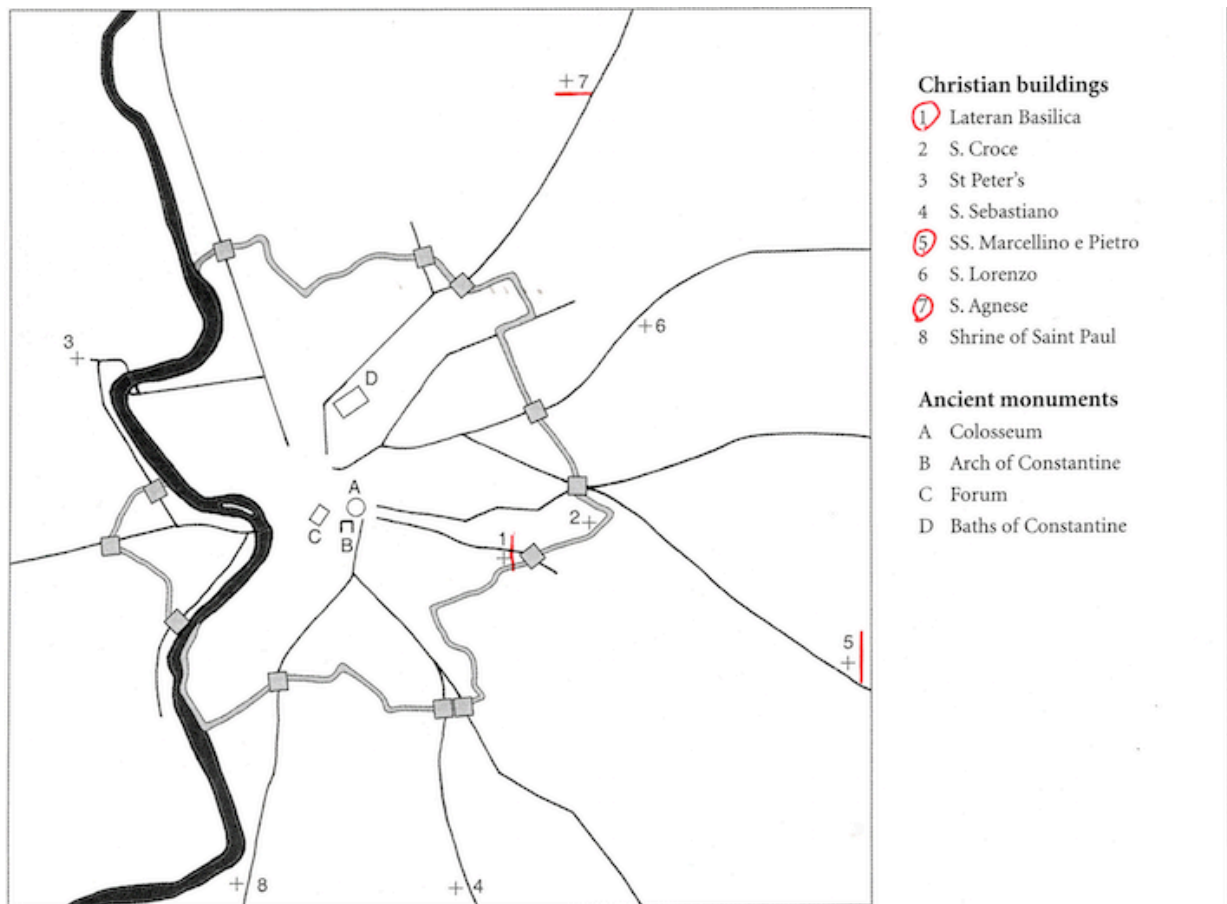 7
3
6
D
A
2
C
B
1
5
8
4
Christian buildings
1 Lateran Basilica
2 S. Croce
3 St Peter's
4 S. Sebastiano
5 SS. Marcellino e Pietro
6 S. Lorenzo
7 S. Agnese
8 Shrine of Saint Paul
Ancient monuments
A Colosseum
B Arch of Constantine
C Forum
D Baths of Constantine